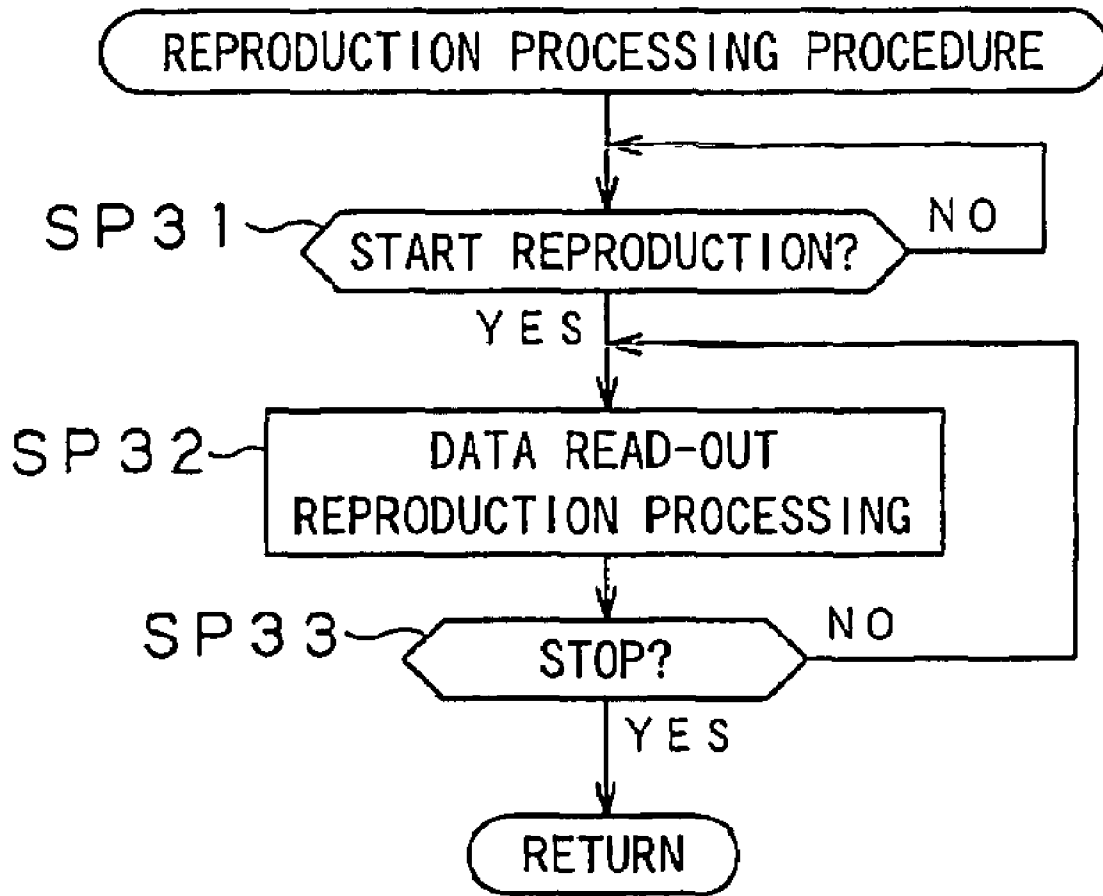 REPRODUCTION PROCESSING PROCEDURE
SP31
START REPRODUCTION?
NO
YES
SP32
DATA READ-OUT
REPRODUCTION PROCESSING
SP33
STOP?
NO
YES
RETURN